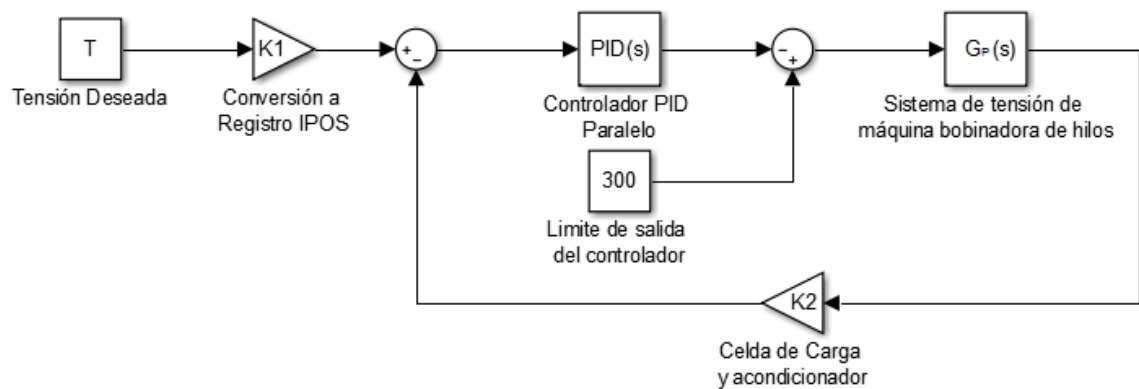 T
Tensión Deseada
K1
Conversión a
Registro IPOS
+
−
PID(s)
Controlador PID
Paralelo
−
+
G_P(s)
Sistema de tensión de
máquina bobinadora de hilos
300
Limite de salida
del controlador
K2
Celda de Carga
y acondicionador